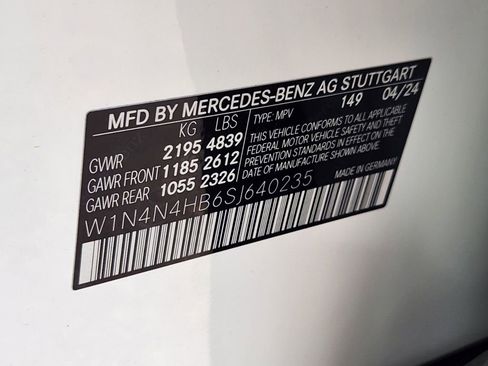 MFD BY MERCEDES-BENZ AG STUTTGART
KG LBS TYPE: MPV 149 04/24
GVWR 2195 4839 THIS VEHICLE CONFORMS TO ALL APPLICABLE
GAWR FRONT 1185 2612 FEDERAL MOTOR VEHICLE SAFETY AND THEFT
GAWR REAR 1055 2326 PREVENTION STANDARDS IN EFFECT ON THE
DATE OF MANUFACTURE SHOWN ABOVE.
W1N4N4HB6SJ640235 MADE IN GERMANY